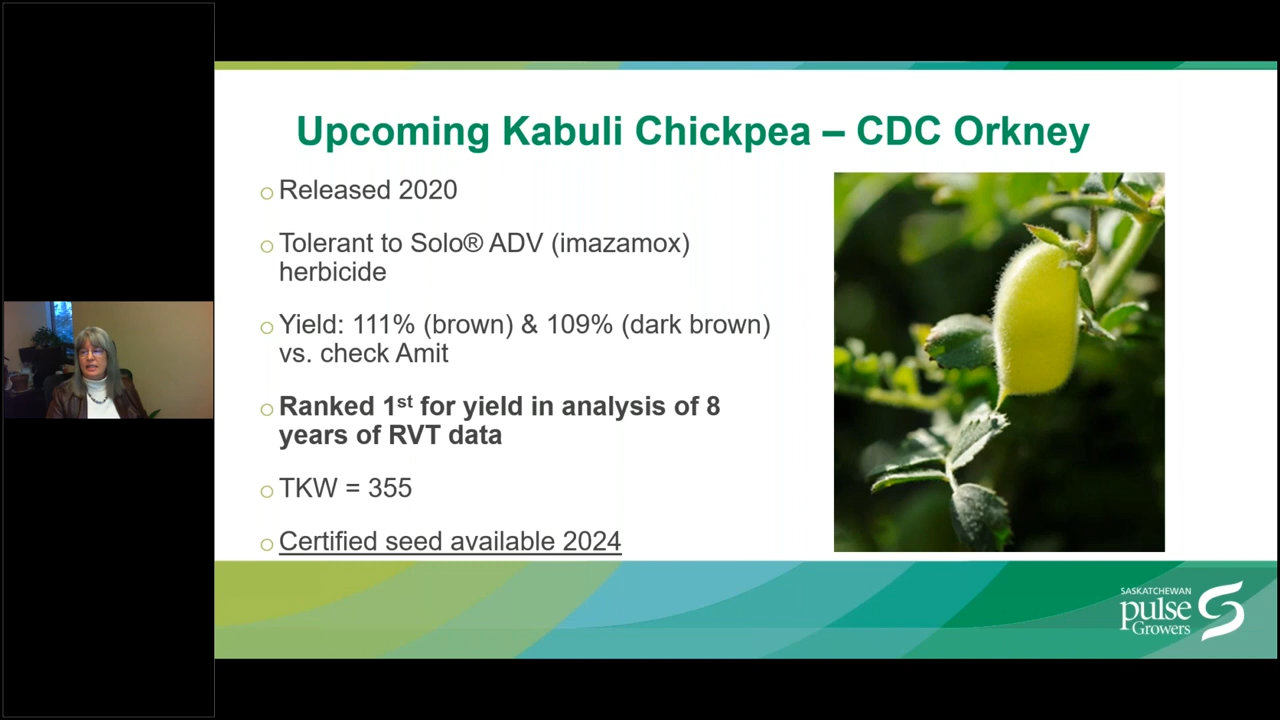 Upcoming Kabuli Chickpea – CDC Orkney
Released 2020
Tolerant to Solo® ADV (imazamox)
herbicide
Yield: 111% (brown) & 109% (dark brown)
vs. check Amit
Ranked 1st for yield in analysis of 8
years of RVT data
TKW = 355
Certified seed available 2024
SASKATCHEWAN
pulse
Growers